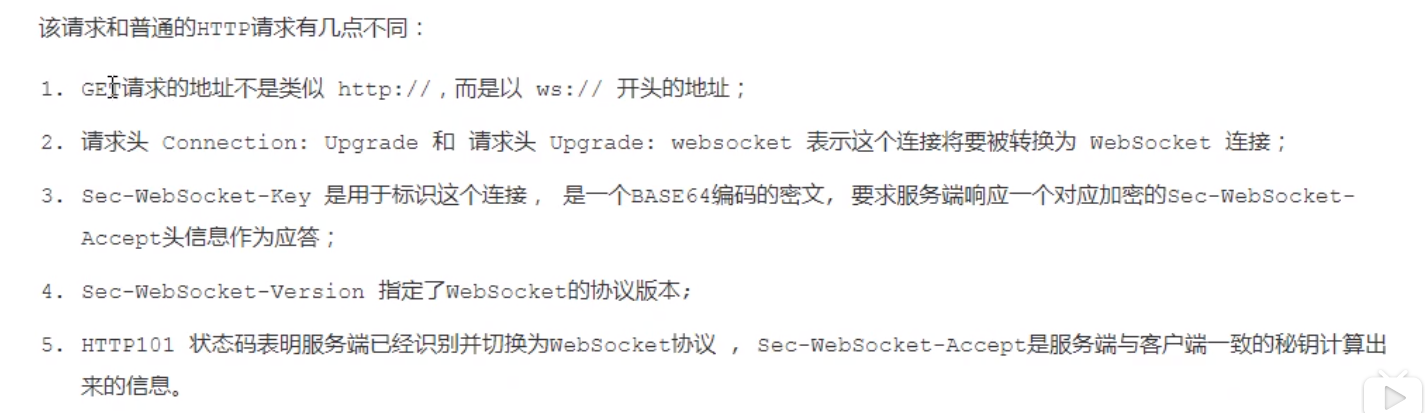 该请求和普通的HTTP请求有几点不同：
1. GET请求的地址不是类似 http://，而是以 ws:// 开头的地址；
2. 请求头 Connection: Upgrade 和 请求头 Upgrade: websocket 表示这个连接将要被转换为 WebSocket 连接；
3. Sec-WebSocket-Key 是用于标识这个连接， 是一个BASE64编码的密文, 要求服务端响应一个对应加密的Sec-WebSocket-
Accept头信息作为应答；
4. Sec-WebSocket-Version 指定了WebSocket的协议版本;
5. HTTP101 状态码表明服务端已经识别并切换为WebSocket协议 , Sec-WebSocket-Accept是服务端与客户端一致的秘钥计算出
来的信息。